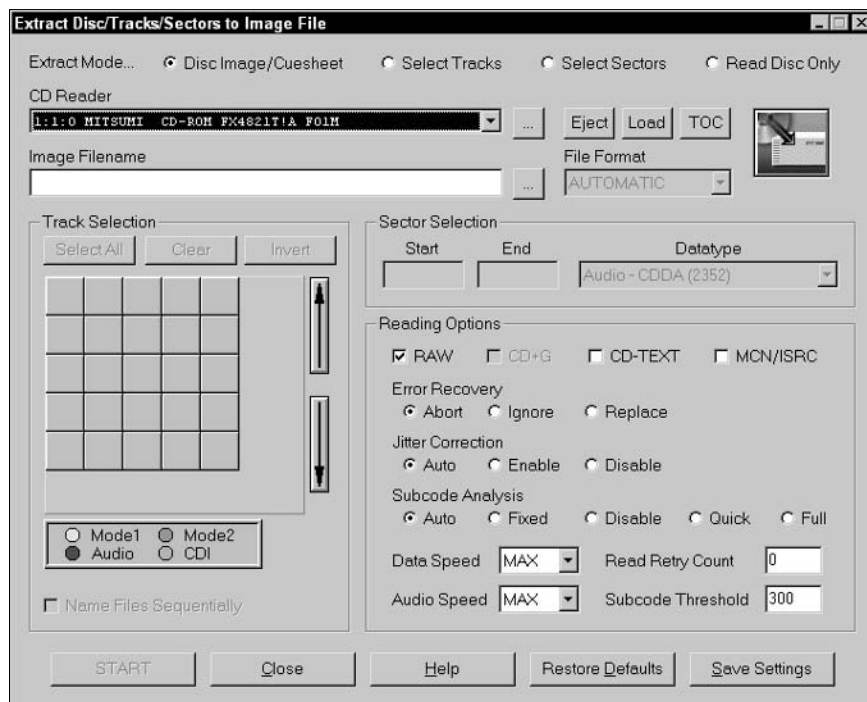 Extract Disc/Tracks/Sectors to Image File
Extract Mode... Disc Image/Cuesheet Select Tracks Select Sectors Read Disc Only
CD Reader
1:1:0 MITSUMI CD-ROM FX4821T!A F01M ... Eject Load TOC
Image Filename File Format
... AUTOMATIC
Track Selection
Select All Clear Invert
Sector Selection
Start End Datatype
Audio - CDDA (2352)
Reading Options
RAW CD+G CD-TEXT MCN/ISRC
Error Recovery
Abort Ignore Replace
Jitter Correction
Auto Enable Disable
Subcode Analysis
Auto Fixed Disable Quick Full
Data Speed MAX Read Retry Count 0
Audio Speed MAX Subcode Threshold 300
Mode1 Mode2
Audio CDI
Name Files Sequentially
START Close Help Restore Defaults Save Settings